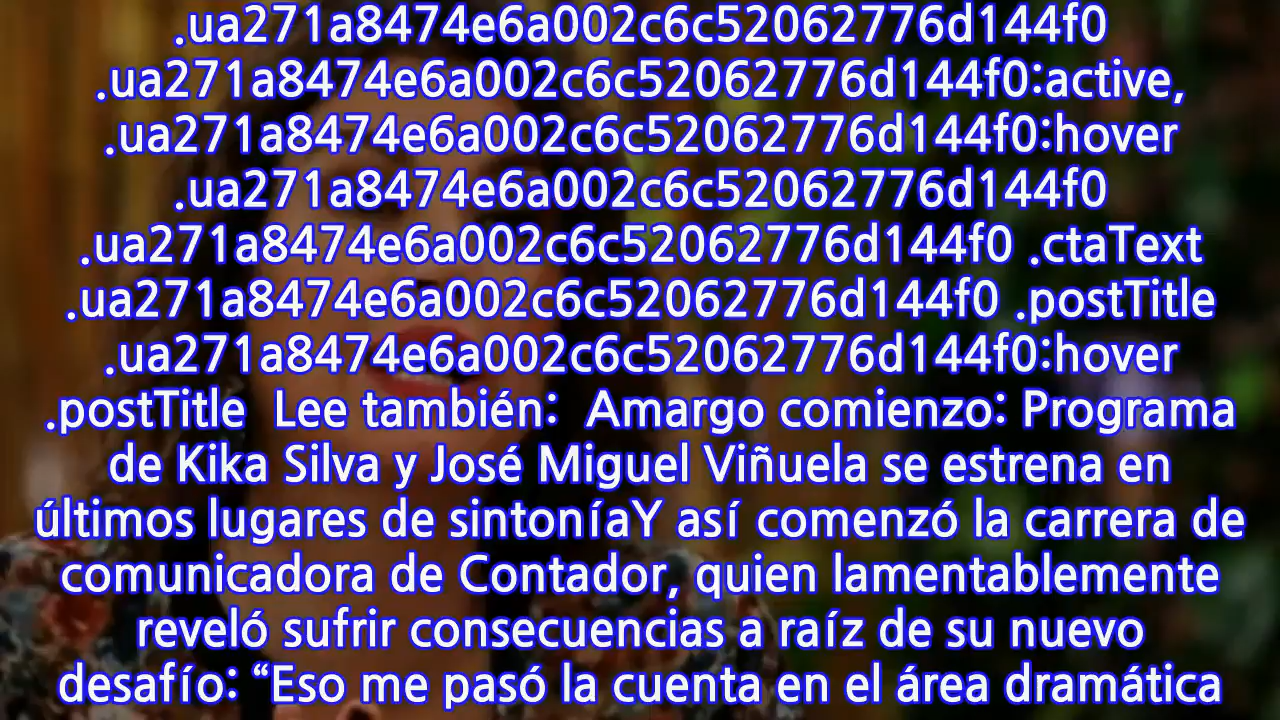 .ua271a8474e6a002c6c52062776d144f0
.ua271a8474e6a002c6c52062776d144f0:active,
.ua271a8474e6a002c6c52062776d144f0:hover
.ua271a8474e6a002c6c52062776d144f0
.ua271a8474e6a002c6c52062776d144f0 .ctaText
.ua271a8474e6a002c6c52062776d144f0 .postTitle
.ua271a8474e6a002c6c52062776d144f0:hover
.postTitle  Lee también:  Amargo comienzo: Programa
de Kika Silva y José Miguel Viñuela se estrena en
últimos lugares de sintoníaY así comenzó la carrera de
comunicadora de Contador, quien lamentablemente
reveló sufrir consecuencias a raíz de su nuevo
desafío: “Eso me pasó la cuenta en el área dramática